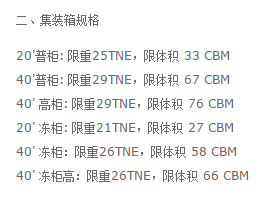 二、集装箱规格
20'普柜: 限重25TNE，限体积 33 CBM
40'普柜: 限重29TNE，限体积 67 CBM
40' 高柜: 限重29TNE，限体积 76 CBM
20' 冻柜: 限重21TNE，限体积 27 CBM
40' 冻柜：限重26TNE，限体积 58 CBM
40' 冻柜高：限重26TNE，限体积 66 CBM